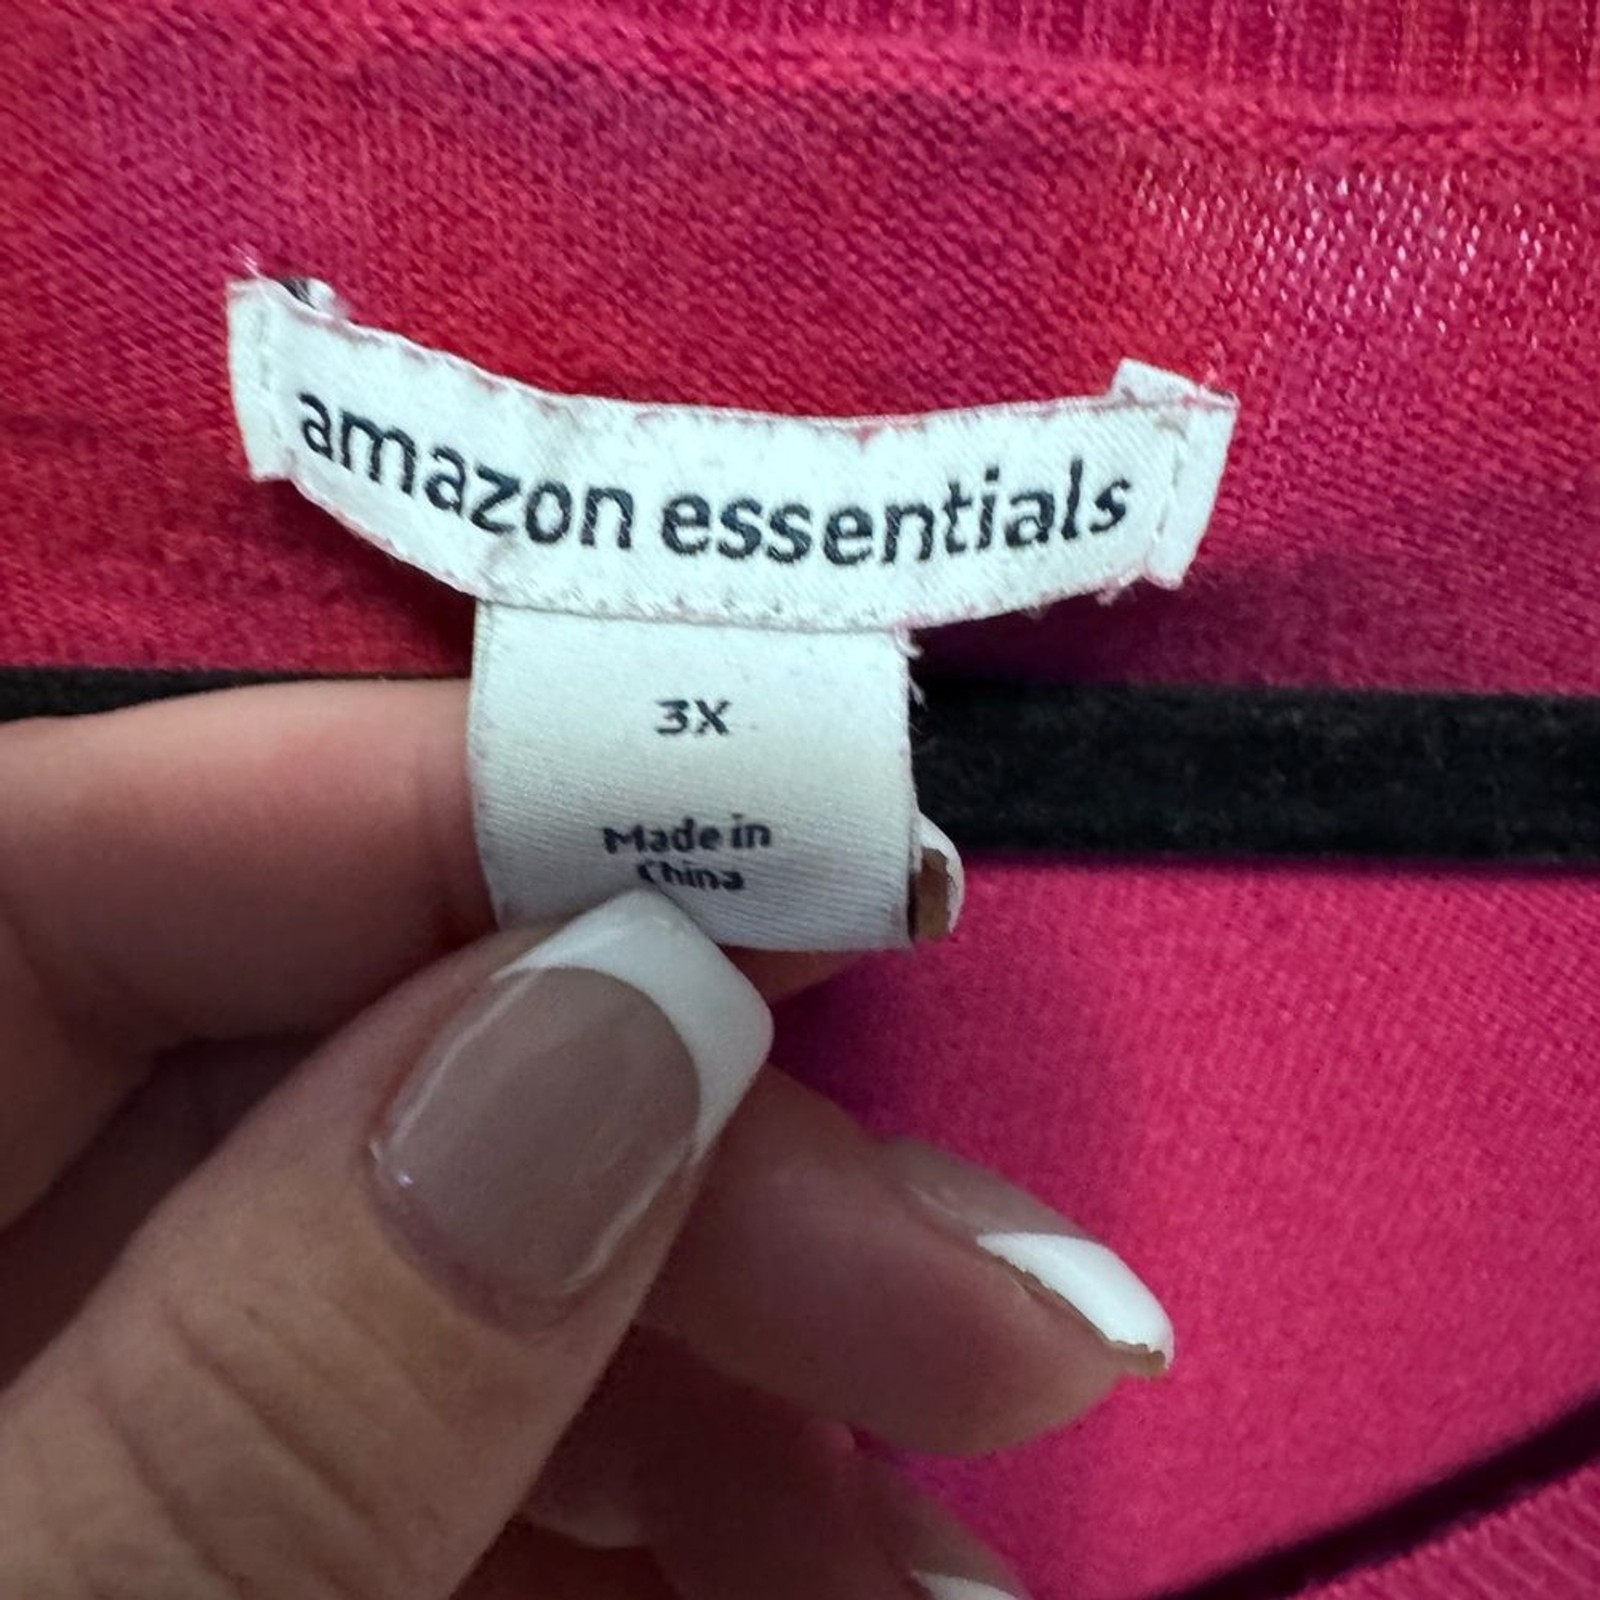 amazon essentials
3X
Made in
China